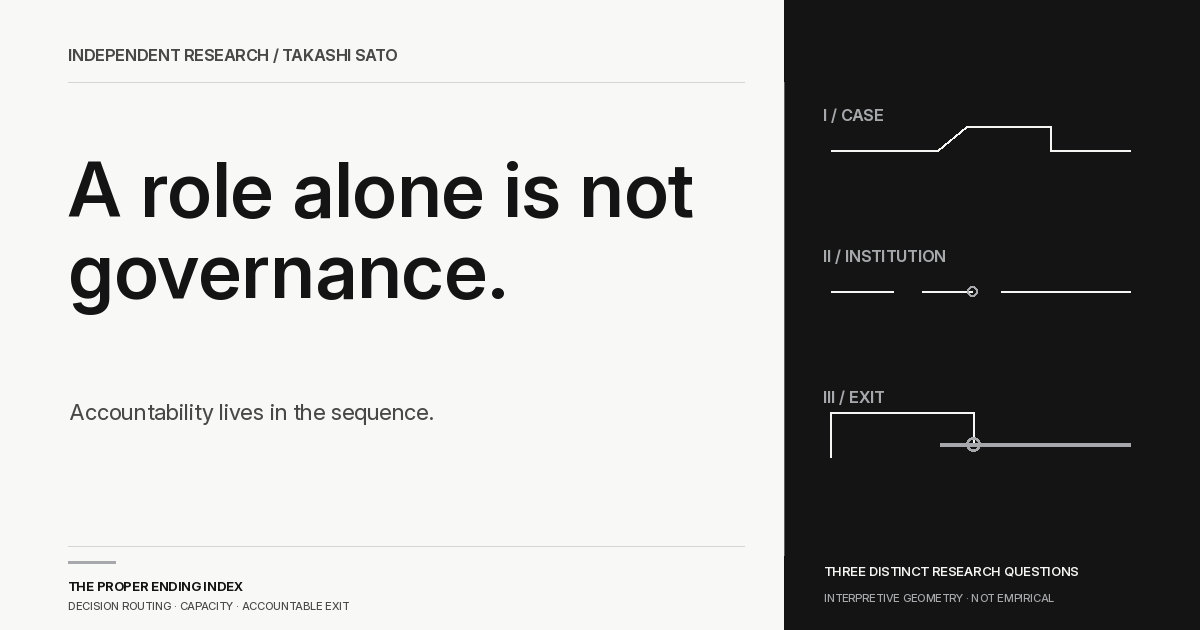 INDEPENDENT RESEARCH / TAKASHI SATO
A role alone is not
governance.
Accountability lives in the sequence.
THE PROPER ENDING INDEX
DECISION ROUTING · CAPACITY · ACCOUNTABLE EXIT
I / CASE
II / INSTITUTION
III / EXIT
THREE DISTINCT RESEARCH QUESTIONS
INTERPRETIVE GEOMETRY · NOT EMPIRICAL